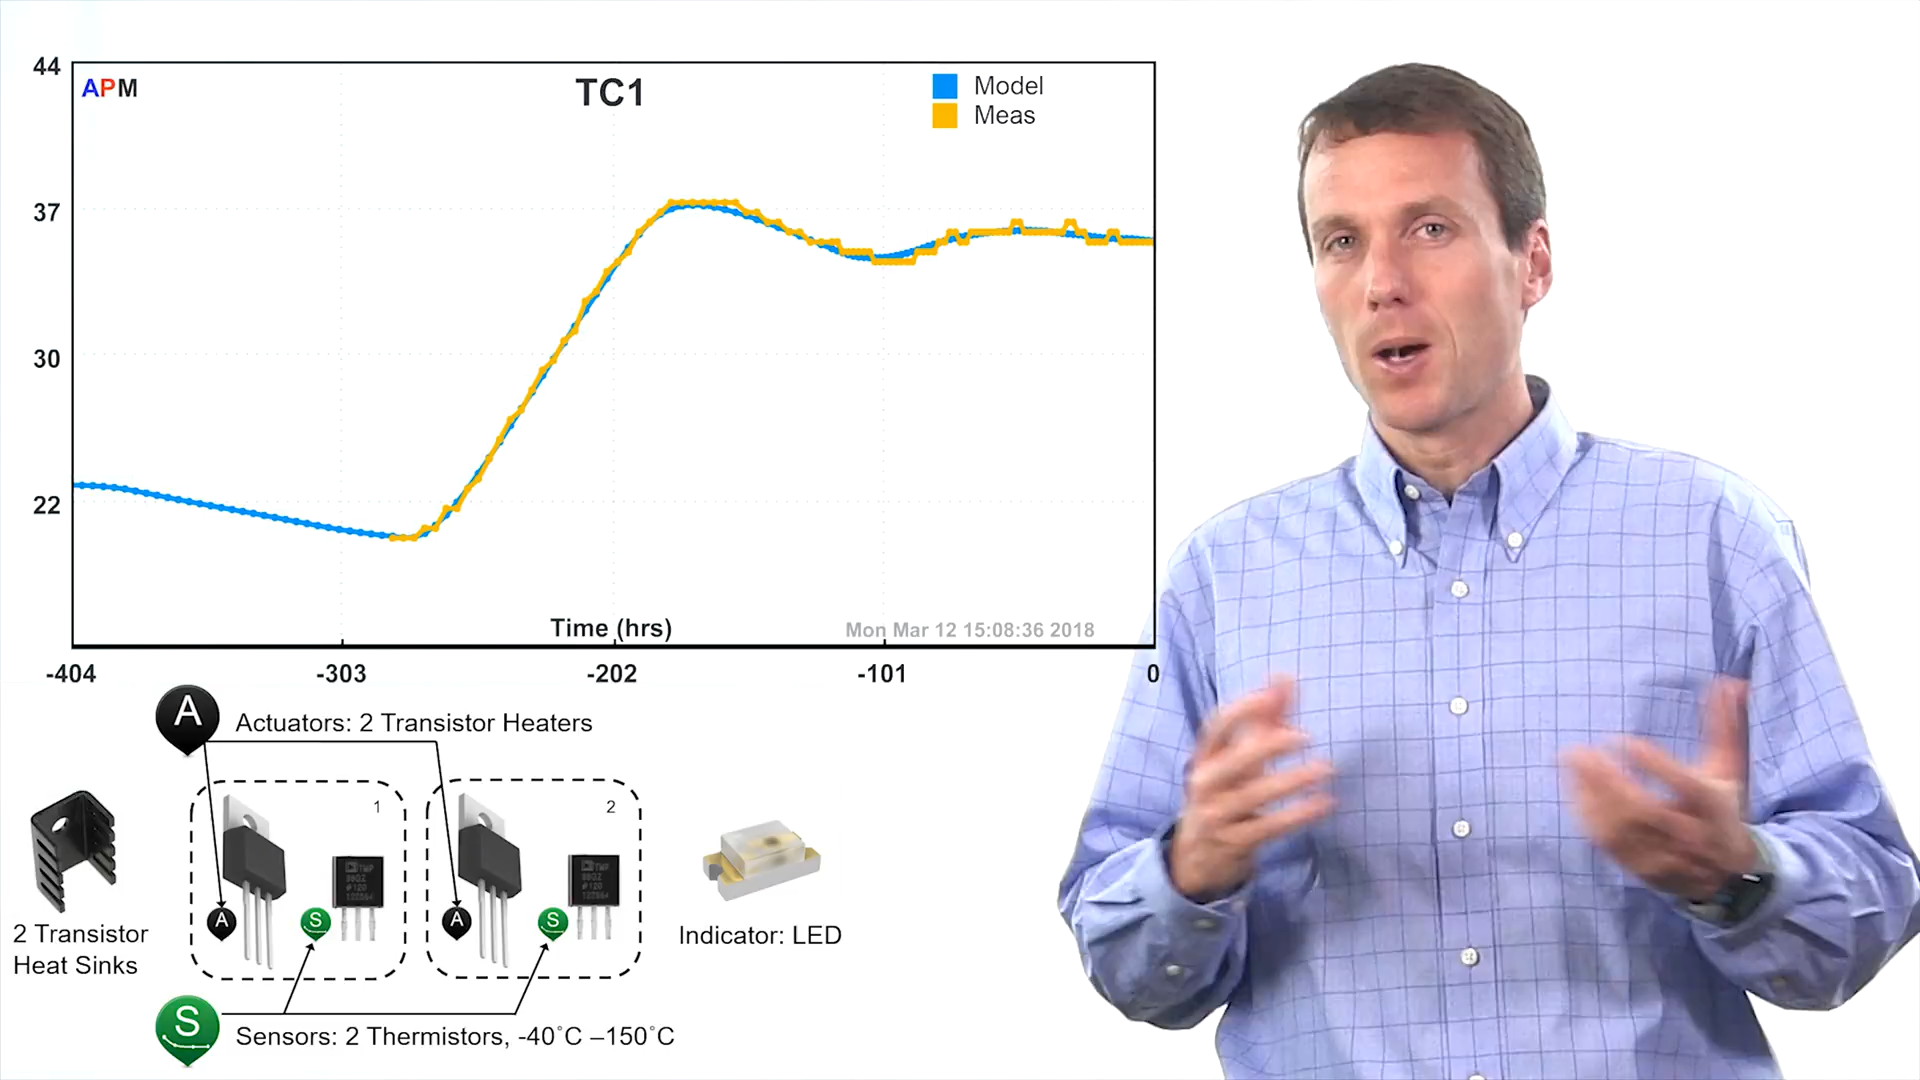 44
APM
TC1
Model
Meas
37
30
22
Time (hrs)
Mon Mar 12 15:08:36 2018
-404
-303
-202
-101
0
A
Actuators: 2 Transistor Heaters
1
2
TMP
TMP
A
S
A
S
2 Transistor
Heat Sinks
Indicator: LED
S
Sensors: 2 Thermistors, -40˚C –150˚C